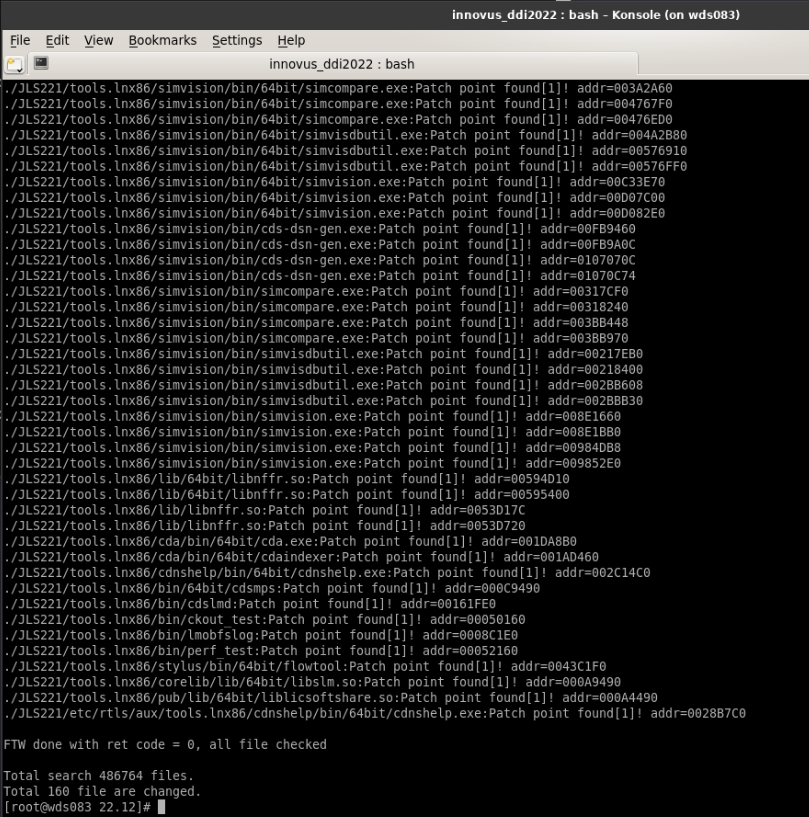 innovus_ddi2022 : bash – Konsole (on wds083)
File Edit View Bookmarks Settings Help
innovus_ddi2022 : bash
./JLS221/tools.lnx86/simvision/bin/64bit/simcompare.exe:Patch point found[1]! addr=003A2A60
./JLS221/tools.lnx86/simvision/bin/64bit/simcompare.exe:Patch point found[1]! addr=004767F0
./JLS221/tools.lnx86/simvision/bin/64bit/simcompare.exe:Patch point found[1]! addr=00476ED0
./JLS221/tools.lnx86/simvision/bin/64bit/simvisdbutil.exe:Patch point found[1]! addr=004A2B80
./JLS221/tools.lnx86/simvision/bin/64bit/simvisdbutil.exe:Patch point found[1]! addr=00576910
./JLS221/tools.lnx86/simvision/bin/64bit/simvisdbutil.exe:Patch point found[1]! addr=00576FF0
./JLS221/tools.lnx86/simvision/bin/64bit/simvision.exe:Patch point found[1]! addr=00C33E70
./JLS221/tools.lnx86/simvision/bin/64bit/simvision.exe:Patch point found[1]! addr=00D07C00
./JLS221/tools.lnx86/simvision/bin/64bit/simvision.exe:Patch point found[1]! addr=00D082E0
./JLS221/tools.lnx86/simvision/bin/cds-dsn-gen.exe:Patch point found[1]! addr=00FB9460
./JLS221/tools.lnx86/simvision/bin/cds-dsn-gen.exe:Patch point found[1]! addr=00FB9A0C
./JLS221/tools.lnx86/simvision/bin/cds-dsn-gen.exe:Patch point found[1]! addr=0107070C
./JLS221/tools.lnx86/simvision/bin/cds-dsn-gen.exe:Patch point found[1]! addr=01070C74
./JLS221/tools.lnx86/simvision/bin/simcompare.exe:Patch point found[1]! addr=00317CF0
./JLS221/tools.lnx86/simvision/bin/simcompare.exe:Patch point found[1]! addr=00318240
./JLS221/tools.lnx86/simvision/bin/simcompare.exe:Patch point found[1]! addr=003BB448
./JLS221/tools.lnx86/simvision/bin/simcompare.exe:Patch point found[1]! addr=003BB970
./JLS221/tools.lnx86/simvision/bin/simvisdbutil.exe:Patch point found[1]! addr=00217EB0
./JLS221/tools.lnx86/simvision/bin/simvisdbutil.exe:Patch point found[1]! addr=00218400
./JLS221/tools.lnx86/simvision/bin/simvisdbutil.exe:Patch point found[1]! addr=002BB608
./JLS221/tools.lnx86/simvision/bin/simvisdbutil.exe:Patch point found[1]! addr=002BBB30
./JLS221/tools.lnx86/simvision/bin/simvision.exe:Patch point found[1]! addr=008E1660
./JLS221/tools.lnx86/simvision/bin/simvision.exe:Patch point found[1]! addr=008E1BB0
./JLS221/tools.lnx86/simvision/bin/simvision.exe:Patch point found[1]! addr=00984DB8
./JLS221/tools.lnx86/simvision/bin/simvision.exe:Patch point found[1]! addr=009852E0
./JLS221/tools.lnx86/lib/64bit/libnffr.so:Patch point found[1]! addr=00594D10
./JLS221/tools.lnx86/lib/64bit/libnffr.so:Patch point found[1]! addr=00595400
./JLS221/tools.lnx86/lib/libnffr.so:Patch point found[1]! addr=0053D17C
./JLS221/tools.lnx86/lib/libnffr.so:Patch point found[1]! addr=0053D720
./JLS221/tools.lnx86/cda/bin/64bit/cda.exe:Patch point found[1]! addr=001DA8B0
./JLS221/tools.lnx86/cda/bin/64bit/cdaindexer:Patch point found[1]! addr=001AD460
./JLS221/tools.lnx86/cdnshelp/bin/64bit/cdnshelp.exe:Patch point found[1]! addr=002C14C0
./JLS221/tools.lnx86/bin/64bit/cdsmps:Patch point found[1]! addr=000C9490
./JLS221/tools.lnx86/bin/cdslmd:Patch point found[1]! addr=00161FE0
./JLS221/tools.lnx86/bin/ckout_test:Patch point found[1]! addr=00050160
./JLS221/tools.lnx86/bin/lmobfslog:Patch point found[1]! addr=0008C1E0
./JLS221/tools.lnx86/bin/perf_test:Patch point found[1]! addr=00052160
./JLS221/tools.lnx86/stylus/bin/64bit/flowtool:Patch point found[1]! addr=0043C1F0
./JLS221/tools.lnx86/corelib/lib/64bit/libslm.so:Patch point found[1]! addr=000A9490
./JLS221/tools.lnx86/pub/lib/64bit/liblicsoftshare.so:Patch point found[1]! addr=000A4490
./JLS221/etc/rtls/aux/tools.lnx86/cdnshelp/bin/64bit/cdnshelp.exe:Patch point found[1]! addr=0028B7C0
FTW done with ret code = 0, all file checked
Total search 486764 files.
Total 160 file are changed.
[root@wds083 22.12]#